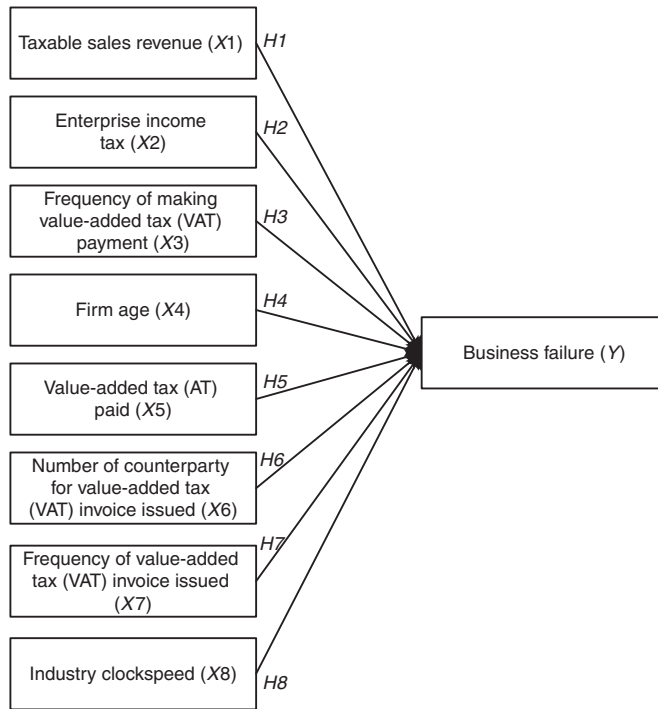 Taxable sales revenue (X1)
H1
Enterprise income
tax (X2)
H2
Frequency of making
value-added tax (VAT)
payment (X3)
H3
Firm age (X4)
H4
Value-added tax (AT)
paid (X5)
H5
Number of counterparty
for value-added tax
(VAT) invoice issued (X6)
H6
Frequency of value-added
tax (VAT) invoice issued
(X7)
H7
Industry clockspeed (X8)
H8
Business failure (Y)